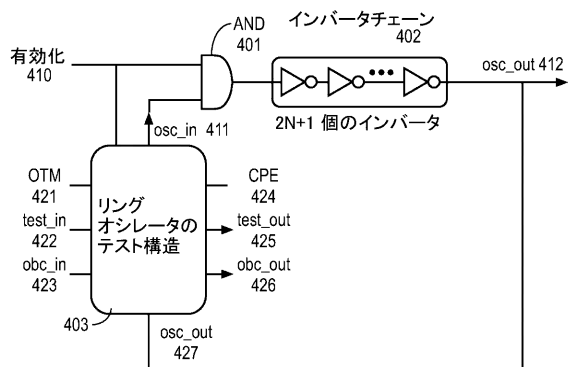 インバータチェーン
402
AND
401
有効化
410
osc_out 412
2N+1 個のインバータ
osc_in 411
OTM
421
test_in
422
obc_in
423
リング
オシレータの
テスト構造
CPE
424
test_out
425
obc_out
426
403
osc_out
427